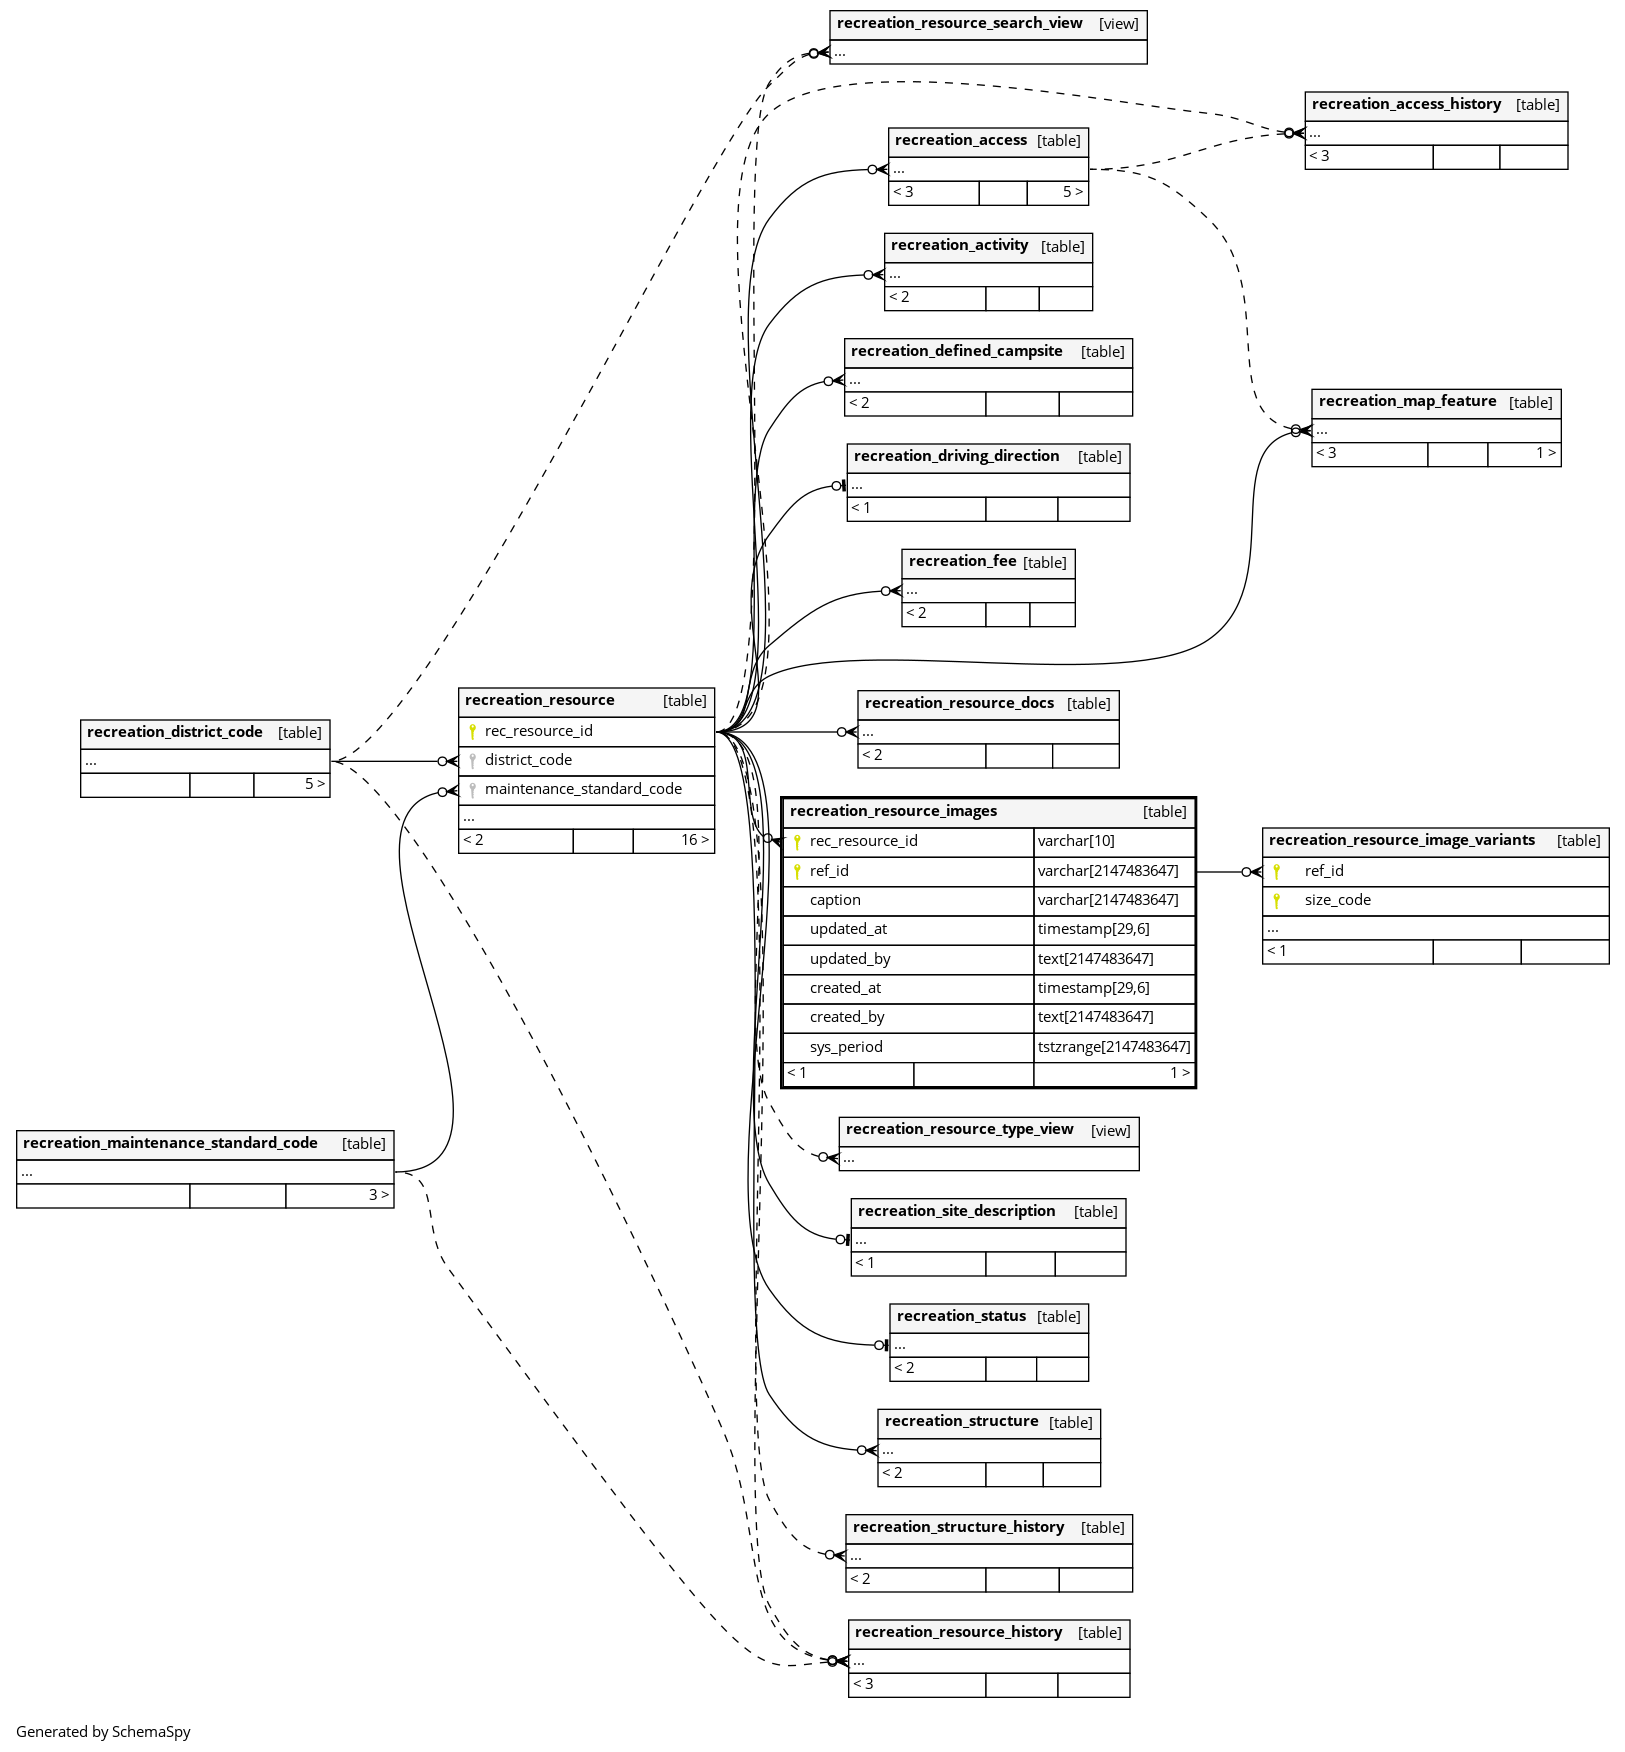 recreation_resource_search_view [view]
...
recreation_access_history [table]
...
< 3
recreation_access [table]
...
< 3 5 >
recreation_activity [table]
...
< 2
recreation_defined_campsite [table]
...
< 2
recreation_map_feature [table]
...
< 3 1 >
recreation_driving_direction [table]
...
< 1
recreation_fee [table]
...
< 2
recreation_district_code [table]
...
5 >
recreation_resource [table]
rec_resource_id
district_code
maintenance_standard_code
...
< 2 16 >
recreation_resource_docs [table]
...
< 2
recreation_resource_images [table]
rec_resource_id varchar[10]
ref_id varchar[2147483647]
caption varchar[2147483647]
updated_at timestamp[29,6]
updated_by text[2147483647]
created_at timestamp[29,6]
created_by text[2147483647]
sys_period tstzrange[2147483647]
< 1 1 >
recreation_resource_image_variants [table]
ref_id
size_code
...
< 1
recreation_maintenance_standard_code [table]
...
3 >
recreation_resource_type_view [view]
...
recreation_site_description [table]
...
< 1
recreation_status [table]
...
< 2
recreation_structure [table]
...
< 2
recreation_structure_history [table]
...
< 2
recreation_resource_history [table]
...
< 3
Generated by SchemaSpy